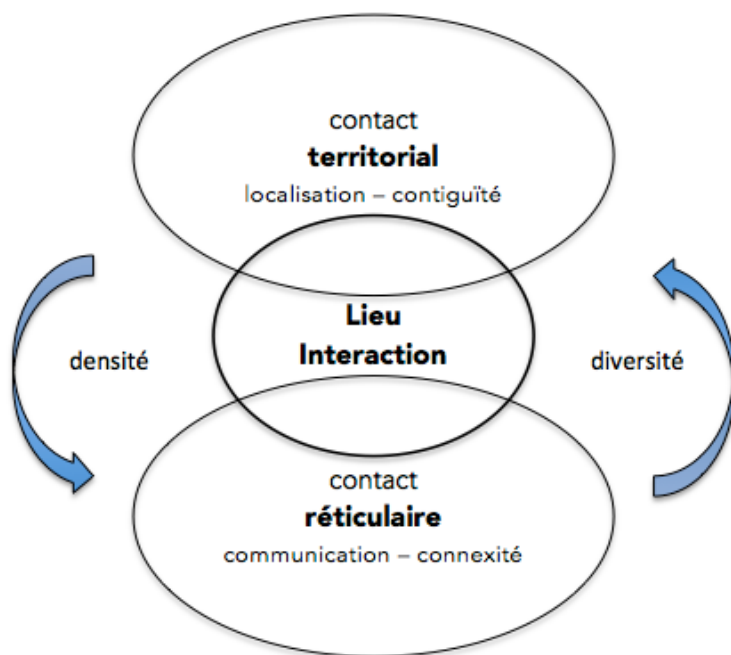 contact
territorial
localisation – contiguïté
Lieu
Interaction
densité
diversité
contact
réticulaire
communication – connexité